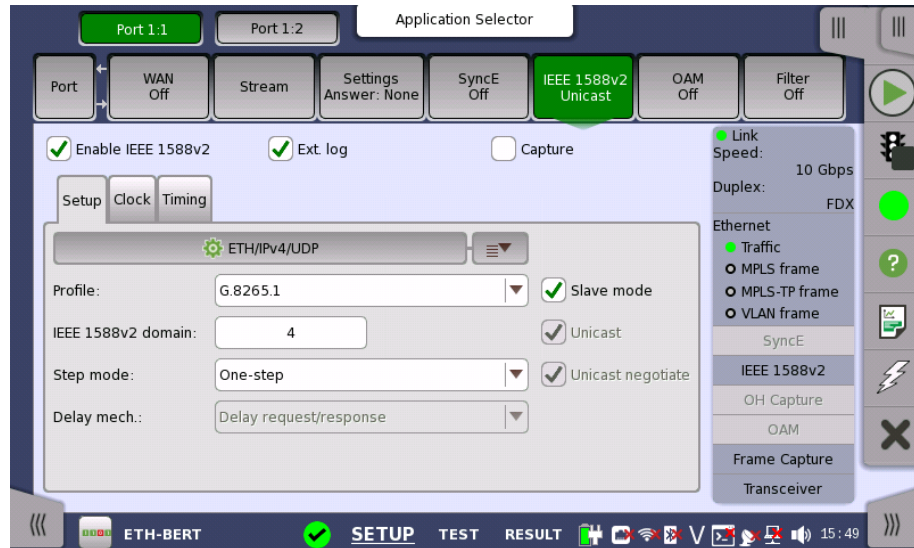 Application Selector
Port 1:1
Port 1:2
Port
WAN
Off
Stream
Settings
Answer: None
SyncE
Off
IEEE 1588v2
Unicast
OAM
Off
Filter
Off
Enable IEEE 1588v2
Ext. log
Capture
Setup
Clock
Timing
ETH/IPv4/UDP
Profile:
G.8265.1
Slave mode
IEEE 1588v2 domain:
4
Unicast
Step mode:
One-step
Unicast negotiate
Delay mech.:
Delay request/response
Link
Speed:
10 Gbps
Duplex:
FDX
Ethernet
Traffic
MPLS frame
MPLS-TP frame
VLAN frame
SyncE
IEEE 1588v2
OH Capture
OAM
Frame Capture
Transceiver
ETH-BERT
SETUP
TEST
RESULT
V
15:49